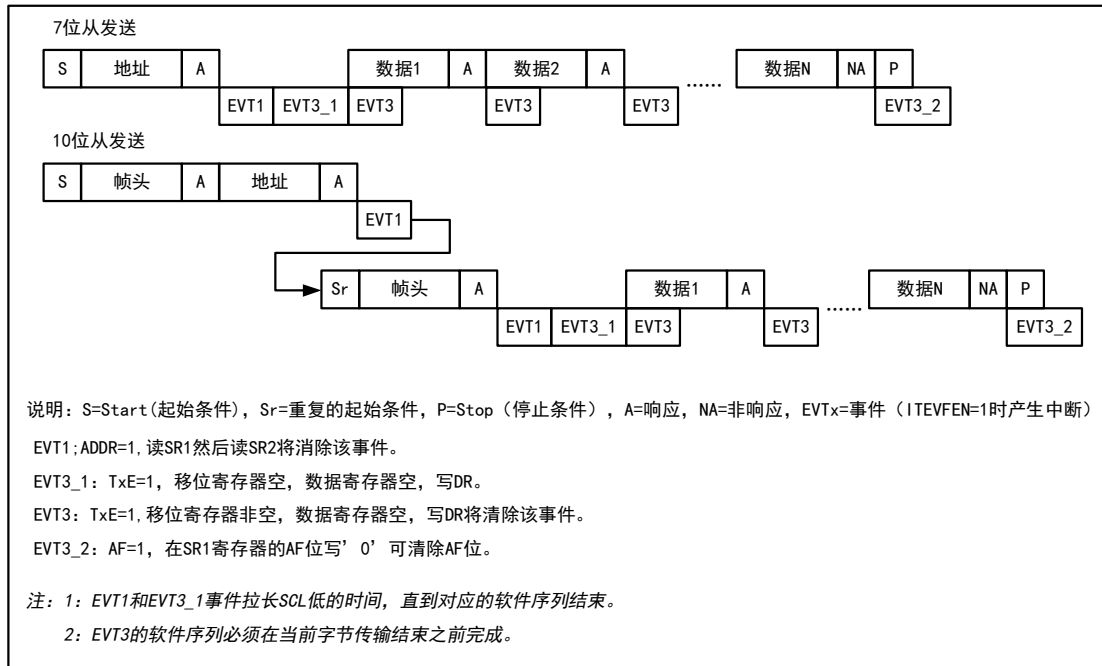 7位从发送
S 地址 A 数据1 A 数据2 A ...... 数据N NA P
EVT1 EVT3_1 EVT3 EVT3 EVT3 EVT3_2
10位从发送
S 帧头 A 地址 A
EVT1
Sr 帧头 A 数据1 A ...... 数据N NA P
EVT1 EVT3_1 EVT3 EVT3 EVT3_2
说明：S=Start(起始条件)，Sr=重复的起始条件，P=Stop（停止条件），A=响应，NA=非响应，EVTx=事件（ITEVFEN=1时产生中断）
EVT1;ADDR=1,读SR1然后读SR2将消除该事件。
EVT3_1：TxE=1，移位寄存器空，数据寄存器空，写DR。
EVT3：TxE=1,移位寄存器非空，数据寄存器空，写DR将清除该事件。
EVT3_2：AF=1，在SR1寄存器的AF位写’0’可清除AF位。
注：1：EVT1和EVT3_1事件拉长SCL低的时间，直到对应的软件序列结束。
2：EVT3的软件序列必须在当前字节传输结束之前完成。